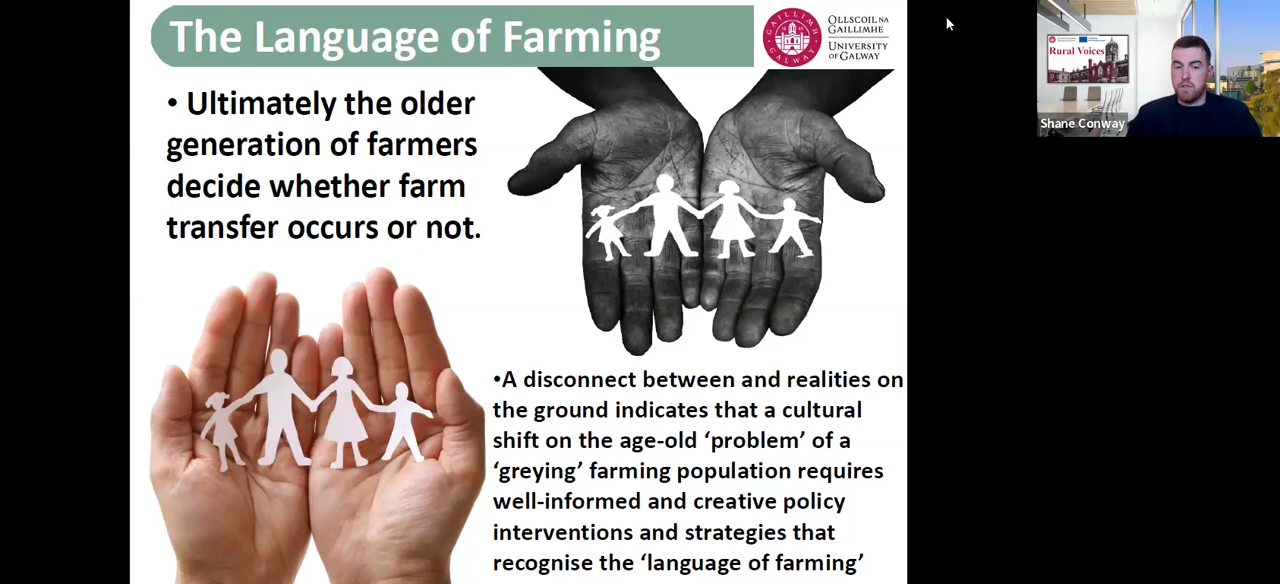 The Language of Farming
OLLSCOIL NA
GAILLIMHE
UNIVERSITY
OF GALWAY
• Ultimately the older
generation of farmers
decide whether farm
transfer occurs or not.
•A disconnect between and realities on
the ground indicates that a cultural
shift on the age-old ‘problem’ of a
‘greying’ farming population requires
well-informed and creative policy
interventions and strategies that
recognise the ‘language of farming’
Rural Voices
Shane Conway